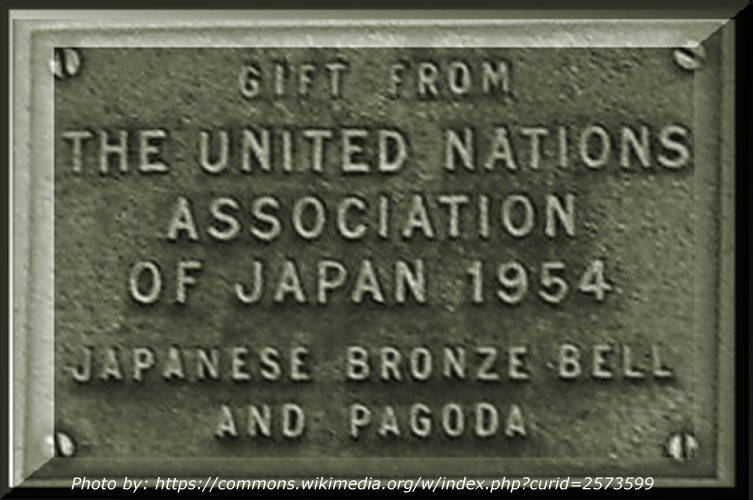 GIFT FROM
THE UNITED NATIONS
ASSOCIATION
OF JAPAN 1954
JAPANESE BRONZE BELL
AND PAGODA
Photo by: https://commons.wikimedia.org/w/index.php?curid=2573599